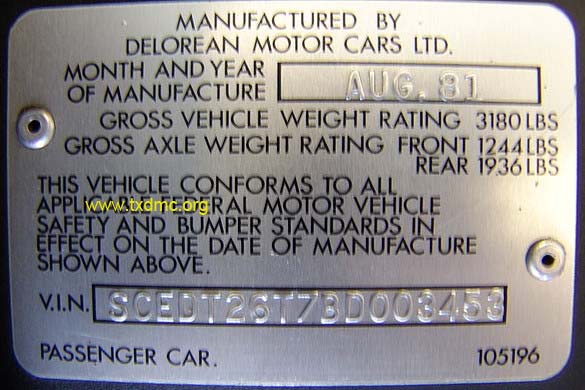 MANUFACTURED BY
DELOREAN MOTOR CARS LTD.
MONTH AND YEAR
OF MANUFACTURE AUG. 81
GROSS VEHICLE WEIGHT RATING 3180 LBS
GROSS AXLE WEIGHT RATING FRONT 1244 LBS
REAR 1936 LBS
THIS VEHICLE CONFORMS TO ALL
MOTOR VEHICLE
www.txdmc.org
SAFETY AND BUMPER STANDARDS IN
EFFECT ON THE DATE OF MANUFACTURE
SHOWN ABOVE.
V.I.N. SCEDT26T7BD003453
PASSENGER CAR. 105196